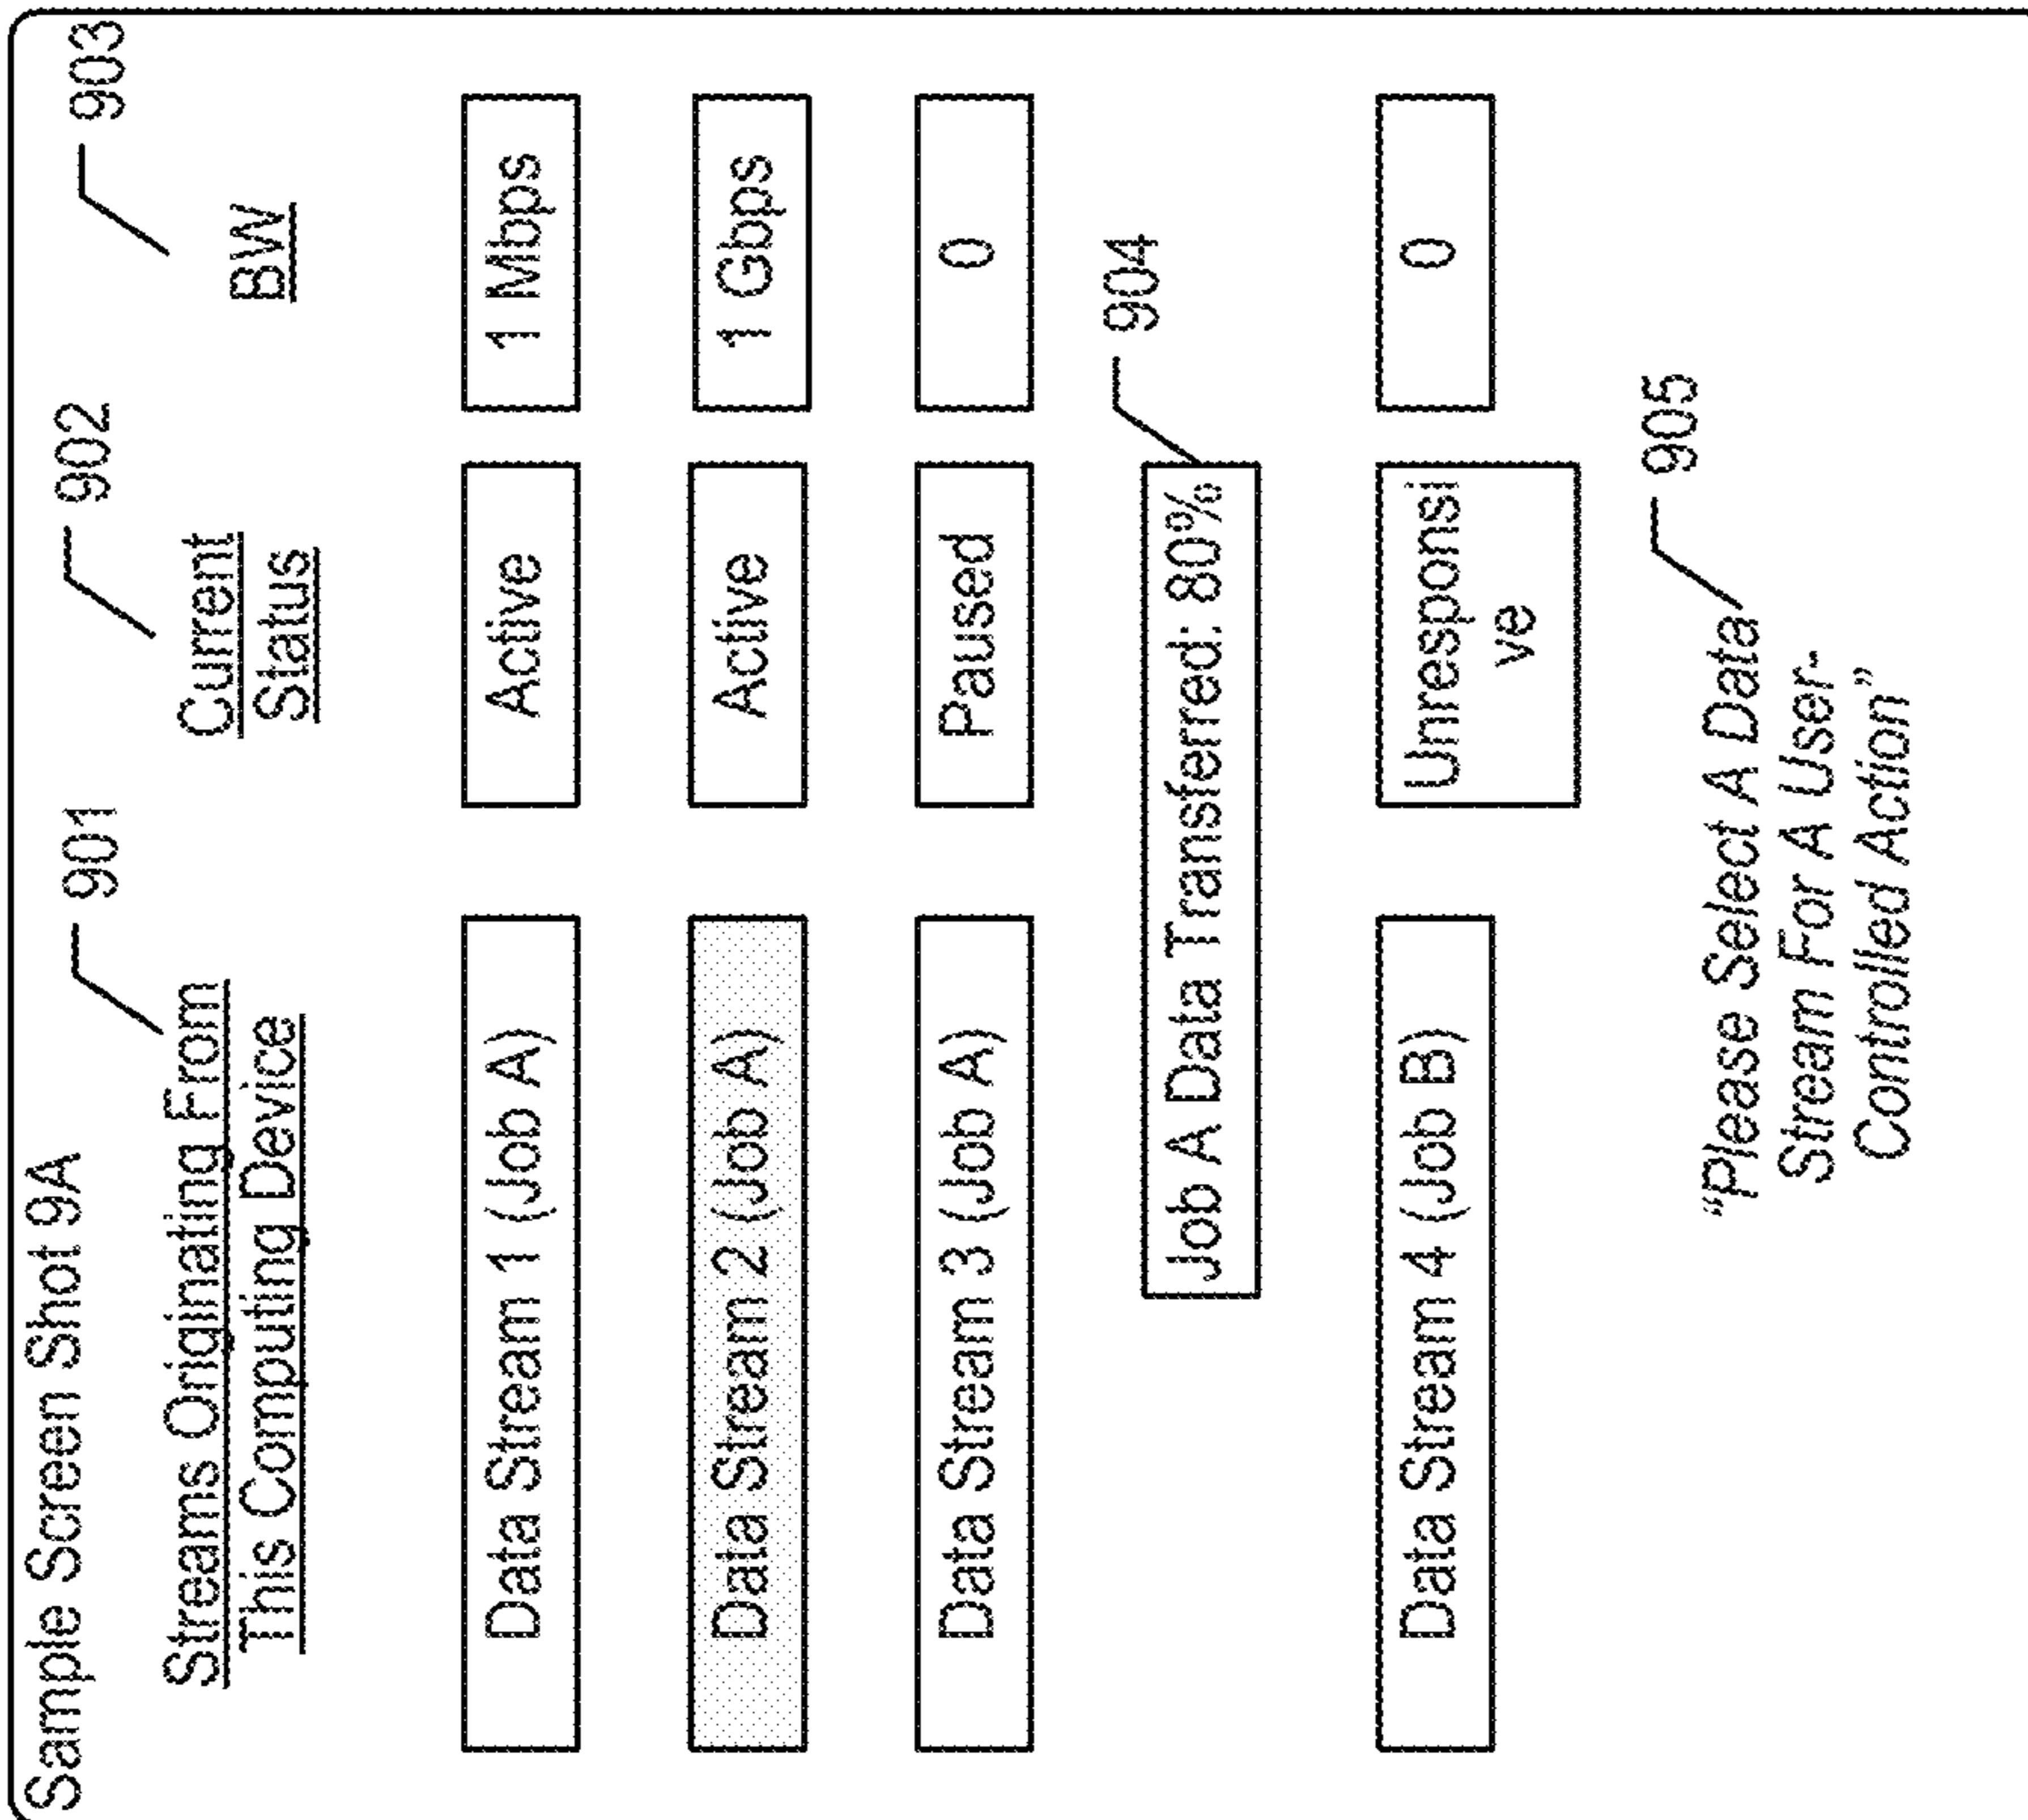 Sample Screen Shot 9A
901
902
903
Streams Originating From
This Computing Device
Current
Status
BW
Data Stream 1 (Job A)
Active
1 Mbps
Data Stream 2 (Job A)
Active
1 Gbps
Data Stream 3 (Job A)
Paused
0
904
Job A Data Transferred: 80%
Data Stream 4 (Job B)
Unresponsi
ve
0
905
"Please Select A Data
Stream For A User-
Controlled Action"